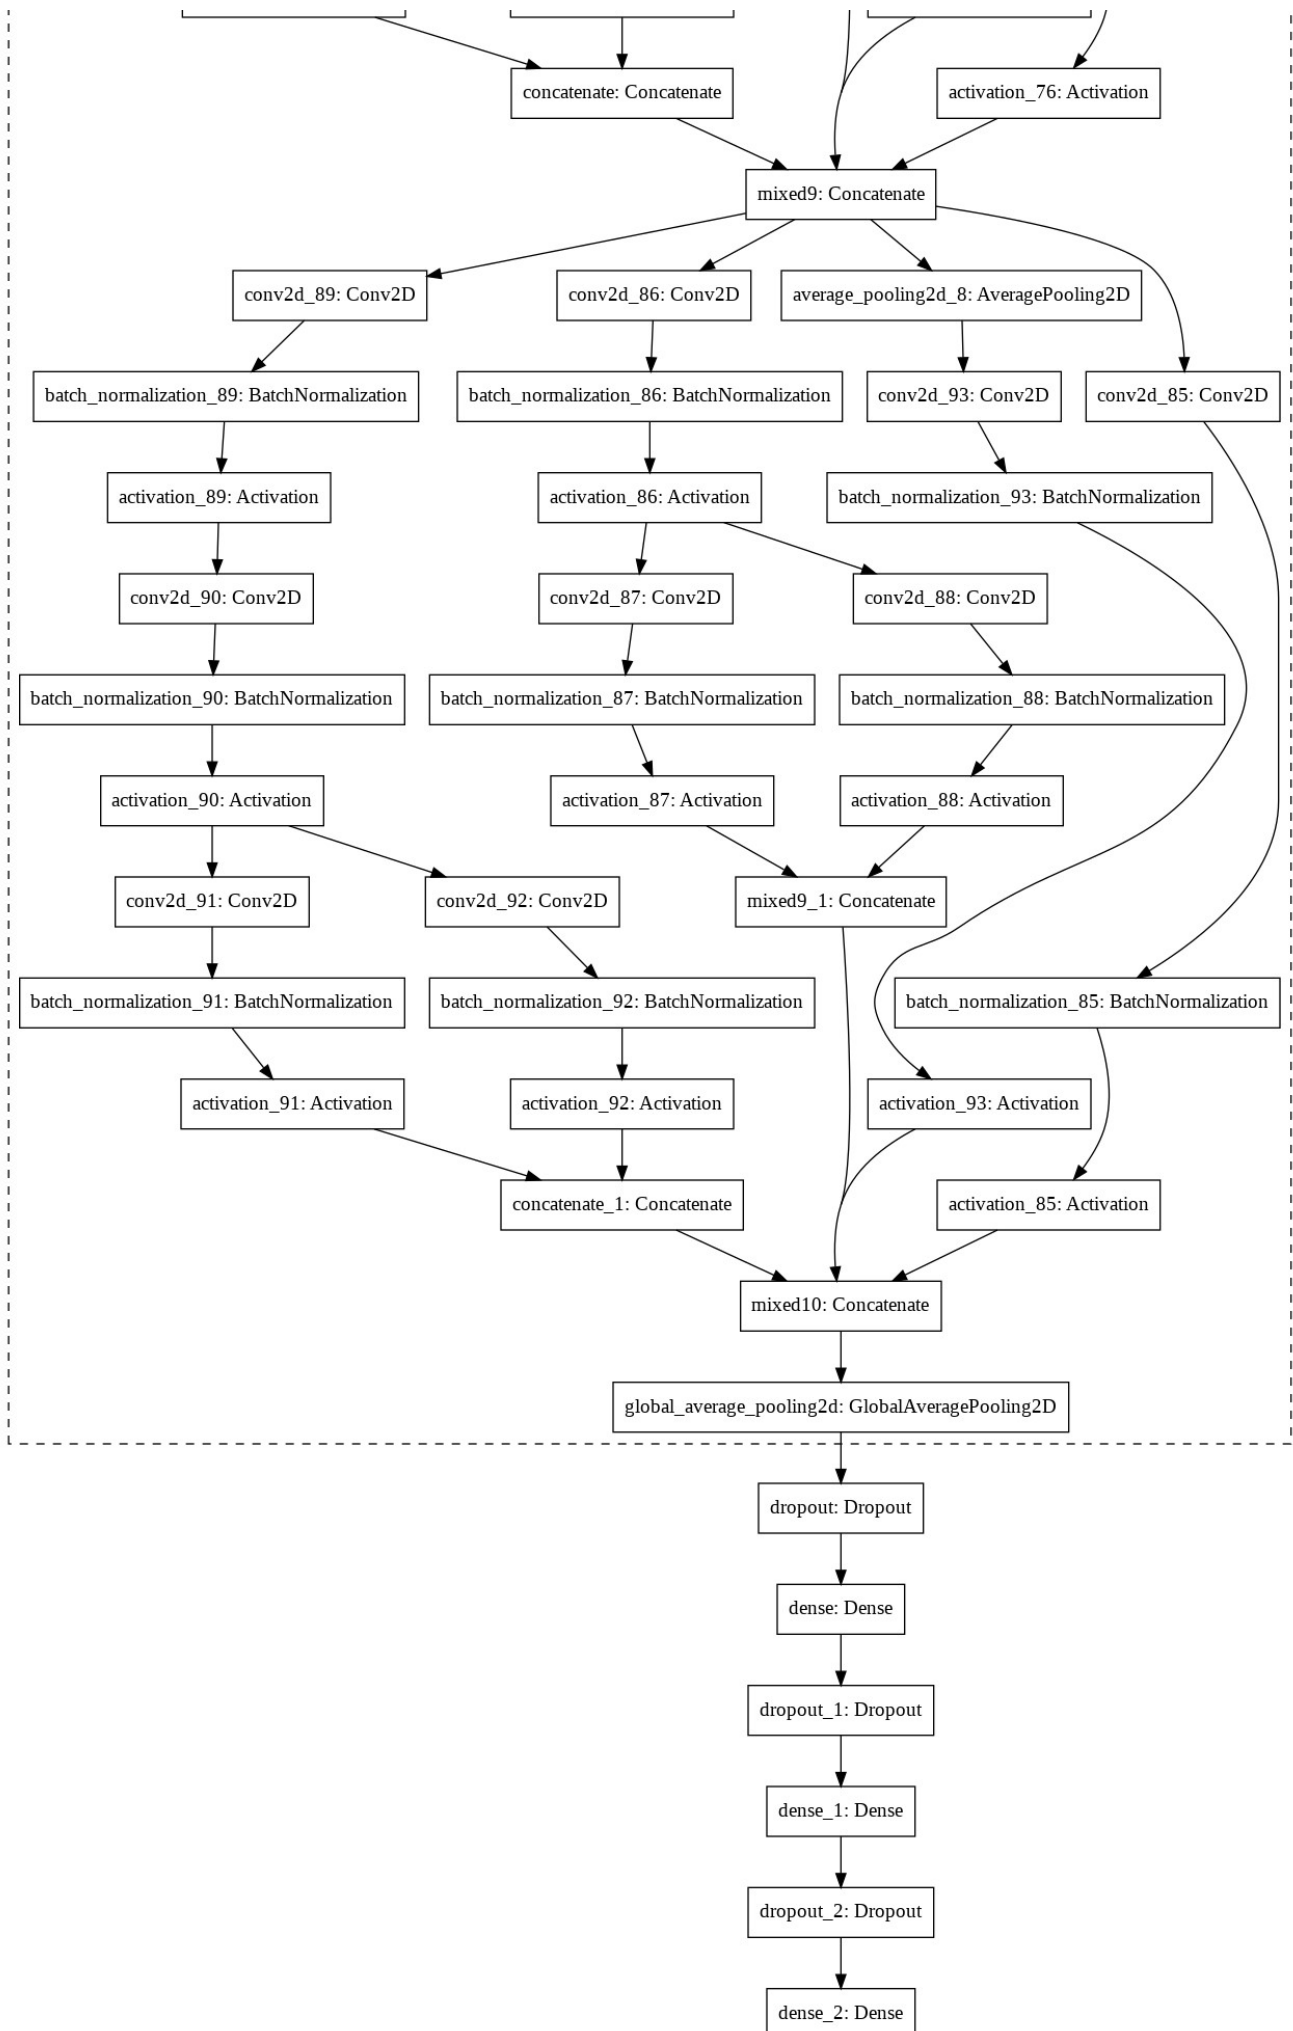 concatenate: Concatenate
activation_76: Activation
mixed9: Concatenate
conv2d_89: Conv2D
conv2d_86: Conv2D
average_pooling2d_8: AveragePooling2D
batch_normalization_89: BatchNormalization
batch_normalization_86: BatchNormalization
conv2d_93: Conv2D
conv2d_85: Conv2D
activation_89: Activation
activation_86: Activation
batch_normalization_93: BatchNormalization
conv2d_90: Conv2D
conv2d_87: Conv2D
conv2d_88: Conv2D
batch_normalization_90: BatchNormalization
batch_normalization_87: BatchNormalization
batch_normalization_88: BatchNormalization
activation_90: Activation
activation_87: Activation
activation_88: Activation
conv2d_91: Conv2D
conv2d_92: Conv2D
mixed9_1: Concatenate
batch_normalization_91: BatchNormalization
batch_normalization_92: BatchNormalization
batch_normalization_85: BatchNormalization
activation_91: Activation
activation_92: Activation
activation_93: Activation
concatenate_1: Concatenate
activation_85: Activation
mixed10: Concatenate
global_average_pooling2d: GlobalAveragePooling2D
dropout: Dropout
dense: Dense
dropout_1: Dropout
dense_1: Dense
dropout_2: Dropout
dense_2: Dense